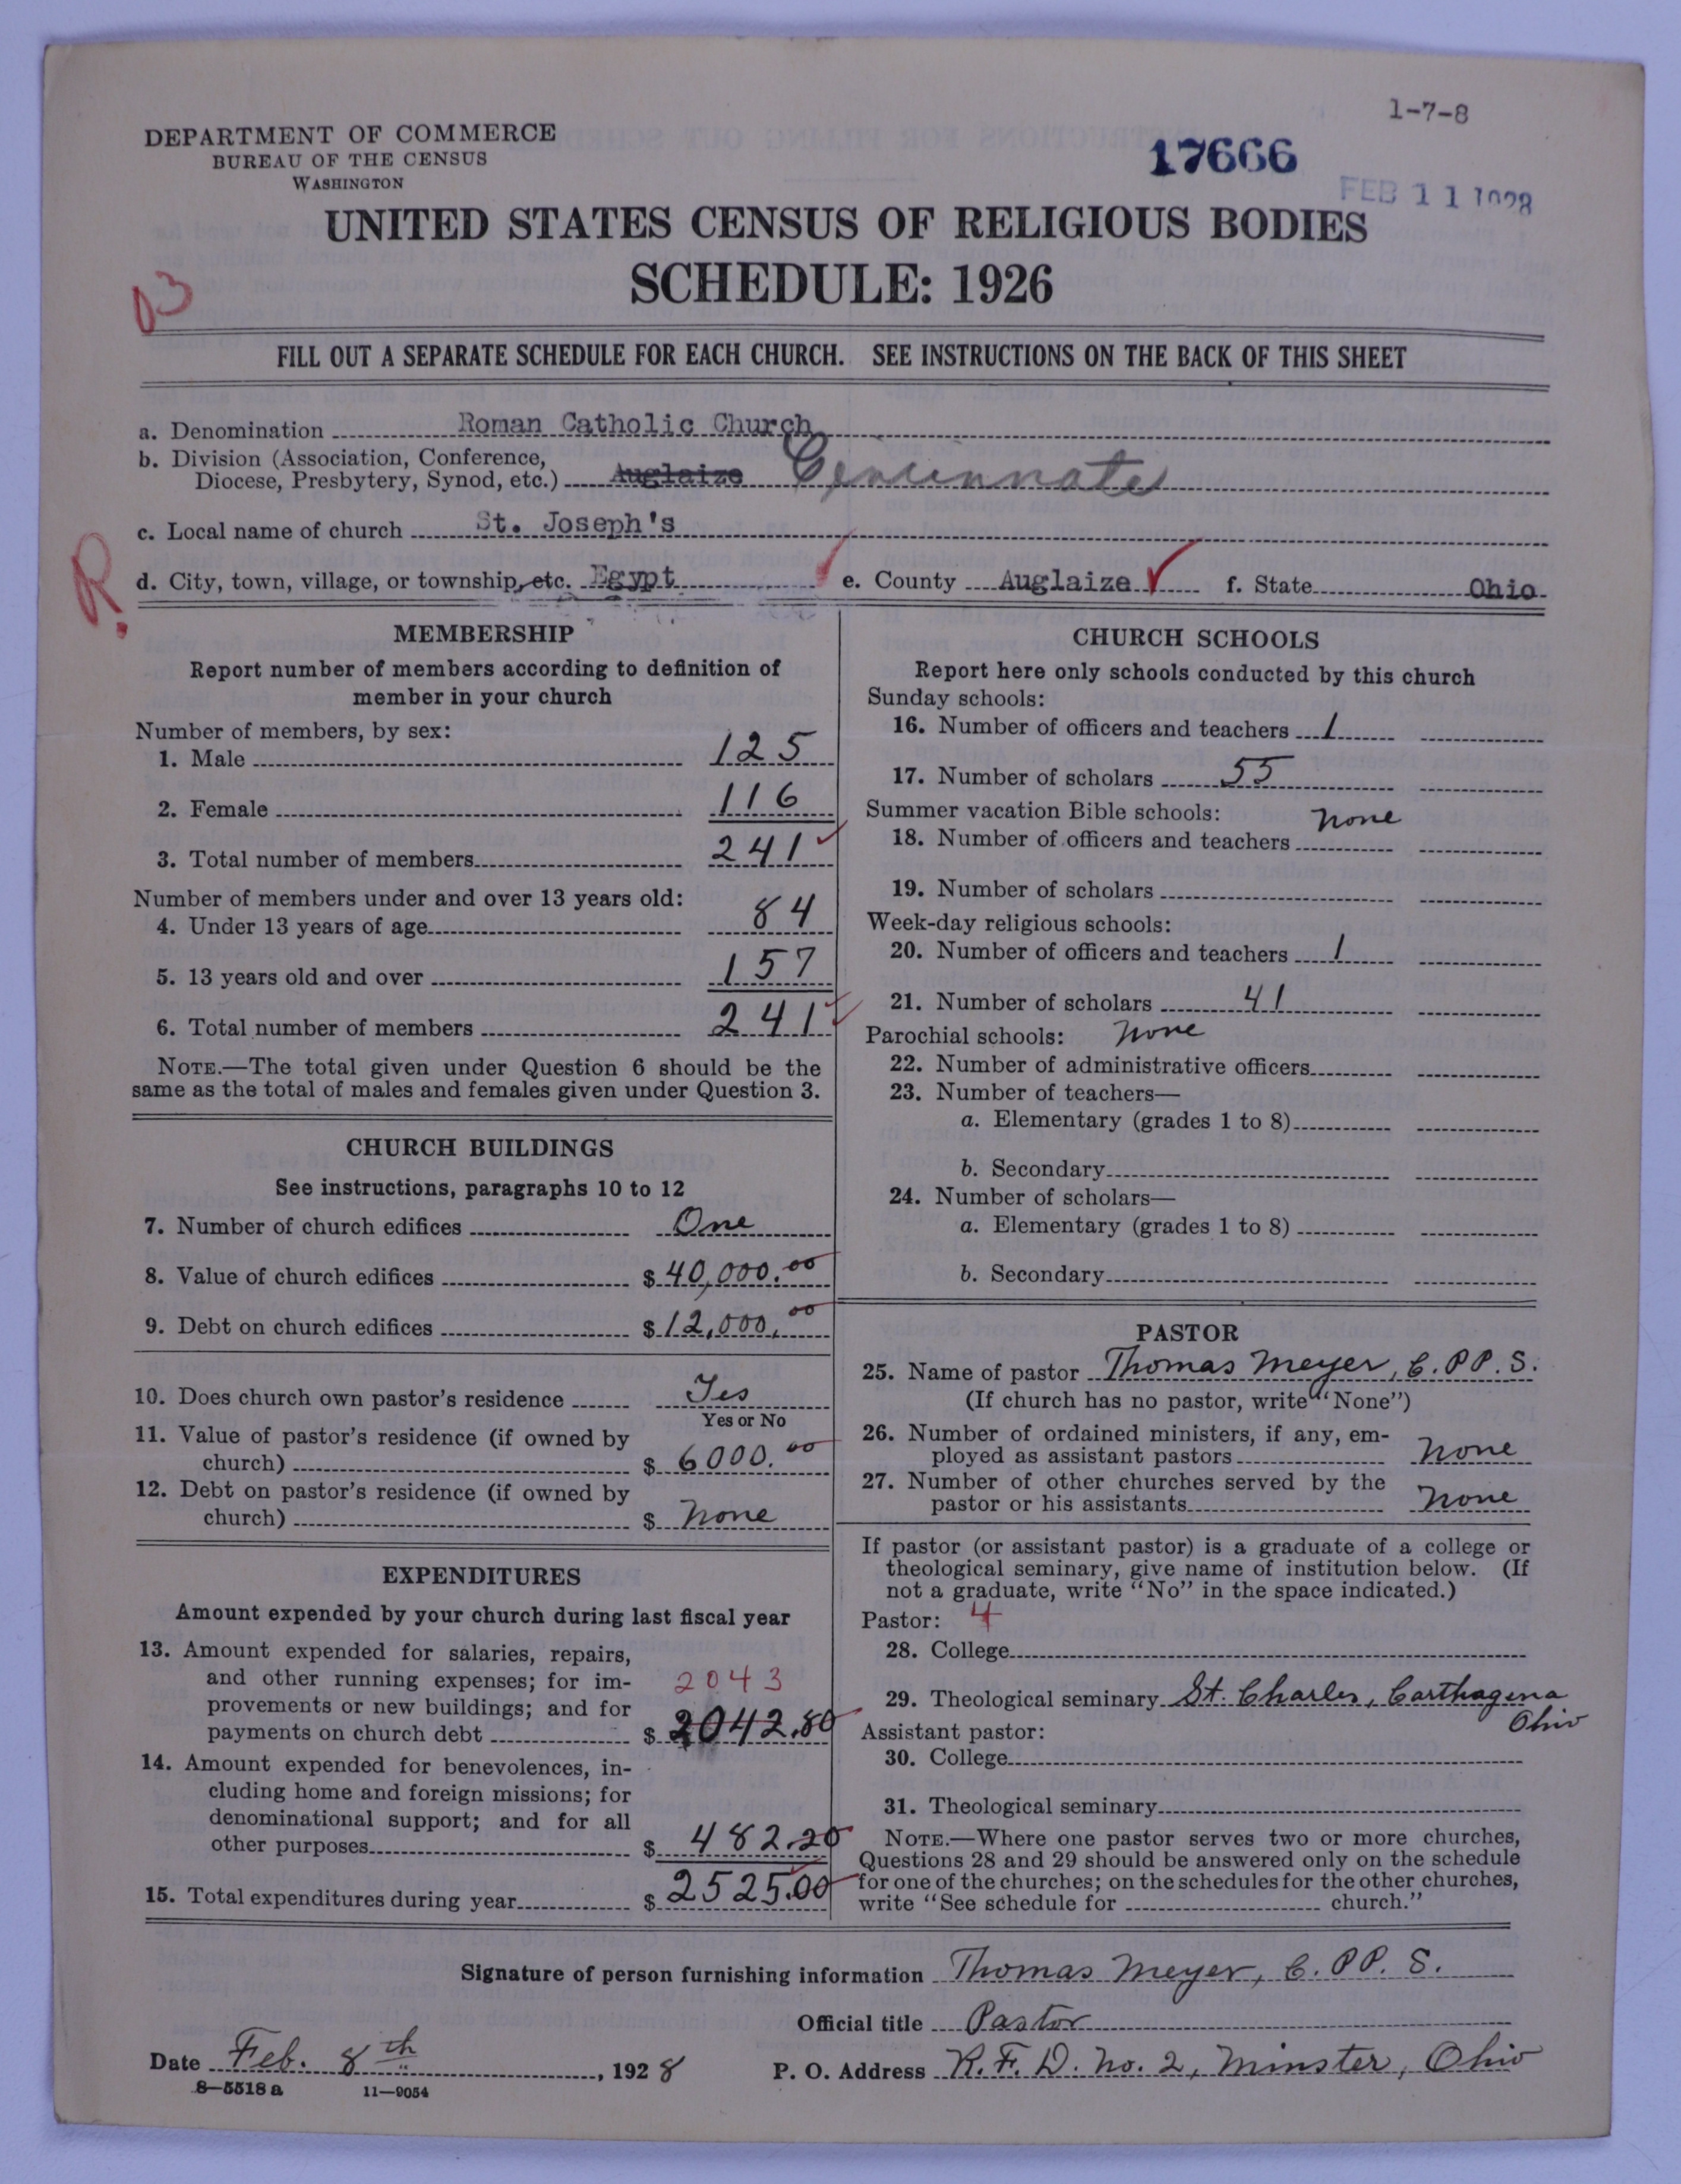 1-7-8
DEPARTMENT OF COMMERCE
BUREAU OF THE CENSUS
WASHINGTON
17666
FEB 11 1928
UNITED STATES CENSUS OF RELIGIOUS BODIES
SCHEDULE: 1926
03
FILL OUT A SEPARATE SCHEDULE FOR EACH CHURCH. SEE INSTRUCTIONS ON THE BACK OF THIS SHEET
a. Denomination Roman Catholic Church
b. Division (Association, Conference,
Diocese, Presbytery, Synod, etc.) Auglaize Cincinnati
c. Local name of church St. Joseph's
R.
d. City, town, village, or township, etc. Egypt e. County Auglaize f. State Ohio
MEMBERSHIP
Report number of members according to definition of
member in your church
Number of members, by sex:
1. Male 125
2. Female 116
3. Total number of members 241
Number of members under and over 13 years old:
4. Under 13 years of age 84
5. 13 years old and over 157
6. Total number of members 241
NOTE.—The total given under Question 6 should be the
same as the total of males and females given under Question 3.
CHURCH BUILDINGS
See instructions, paragraphs 10 to 12
7. Number of church edifices One
8. Value of church edifices $ 40,000.00
9. Debt on church edifices $ 12,000.00
10. Does church own pastor's residence Yes
Yes or No
11. Value of pastor's residence (if owned by
church) $ 6000.00
12. Debt on pastor's residence (if owned by
church) $ None
EXPENDITURES
Amount expended by your church during last fiscal year
13. Amount expended for salaries, repairs,
and other running expenses; for im- 2043
provements or new buildings; and for
payments on church debt $ 2042.80
14. Amount expended for benevolences, in-
cluding home and foreign missions; for
denominational support; and for all
other purposes $ 482.20
15. Total expenditures during year $ 2525.00
CHURCH SCHOOLS
Report here only schools conducted by this church
Sunday schools:
16. Number of officers and teachers 1
17. Number of scholars 55
Summer vacation Bible schools: None
18. Number of officers and teachers
19. Number of scholars
Week-day religious schools:
20. Number of officers and teachers 1
21. Number of scholars 41
Parochial schools: None
22. Number of administrative officers
23. Number of teachers—
a. Elementary (grades 1 to 8)
b. Secondary
24. Number of scholars—
a. Elementary (grades 1 to 8)
b. Secondary
PASTOR
25. Name of pastor Thomas Meyer, C.PP.S.
(If church has no pastor, write "None")
26. Number of ordained ministers, if any, em-
ployed as assistant pastors None
27. Number of other churches served by the
pastor or his assistants None
If pastor (or assistant pastor) is a graduate of a college or
theological seminary, give name of institution below. (If
not a graduate, write "No" in the space indicated.)
Pastor: 4
28. College
29. Theological seminary St. Charles, Carthagena
Ohio
Assistant pastor:
30. College
31. Theological seminary
NOTE.—Where one pastor serves two or more churches,
Questions 28 and 29 should be answered only on the schedule
for one of the churches; on the schedules for the other churches,
write "See schedule for church."
Signature of person furnishing information Thomas Meyer, C.PP.S.
Official title Pastor
Date Feb. 8th, 1928 P. O. Address R.F.D. No. 2, Minster, Ohio
8—5518 a 11—9054